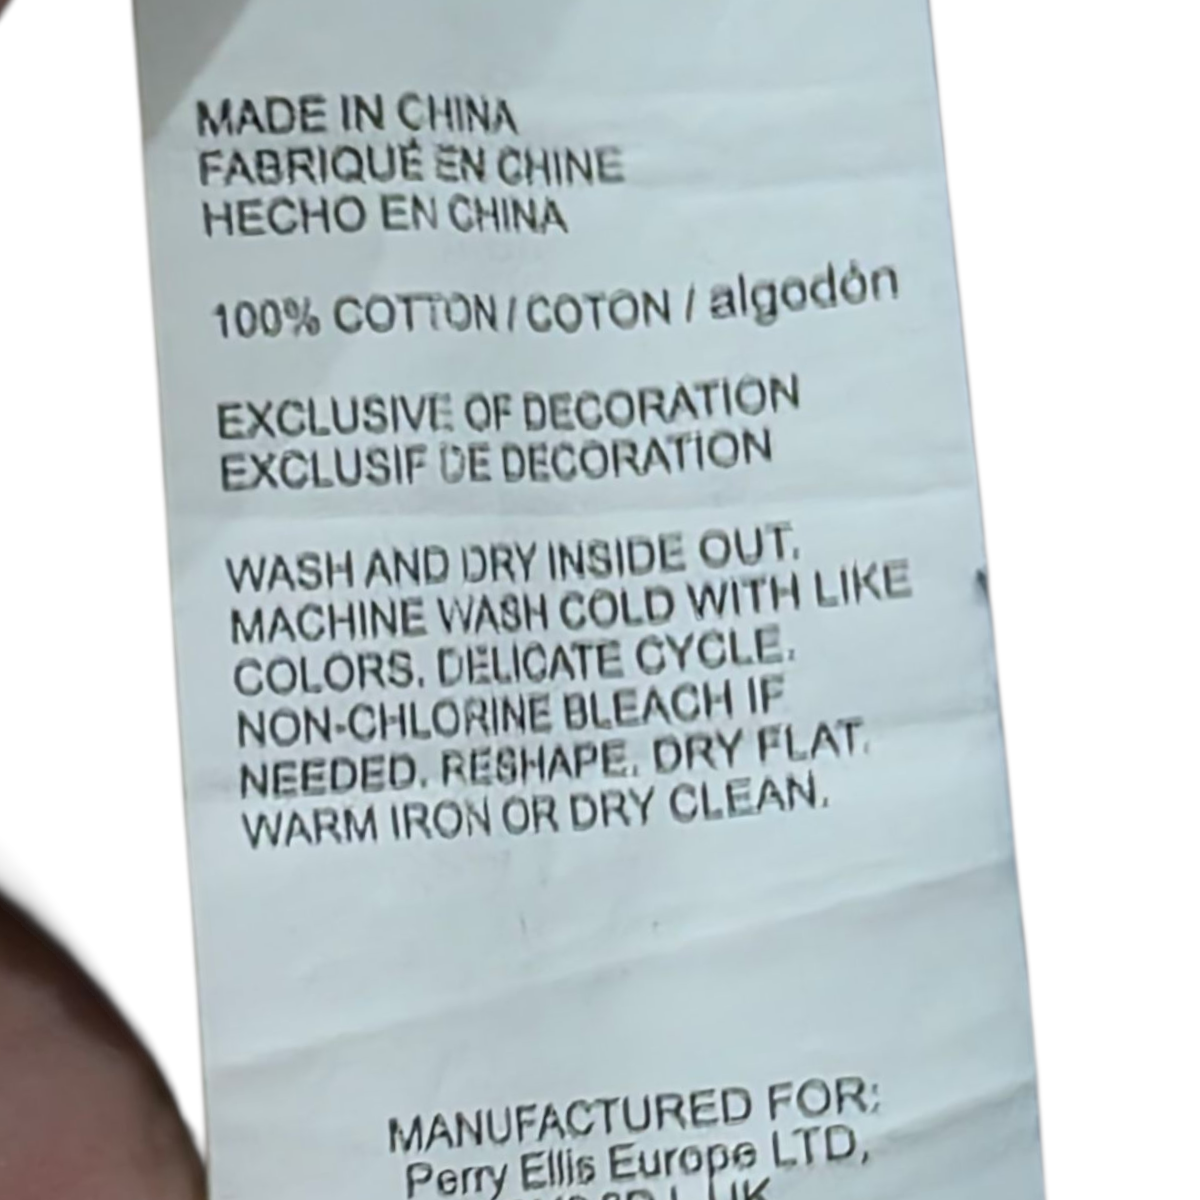 MADE IN CHINA
FABRIQUÉ EN CHINE
HECHO EN CHINA
100% COTTON / COTON / algodón
EXCLUSIVE OF DECORATION
EXCLUSIF DE DECORATION
WASH AND DRY INSIDE OUT.
MACHINE WASH COLD WITH LIKE
COLORS. DELICATE CYCLE.
NON-CHLORINE BLEACH IF
NEEDED. RESHAPE. DRY FLAT.
WARM IRON OR DRY CLEAN.
MANUFACTURED FOR:
Perry Ellis Europe LTD,
UK